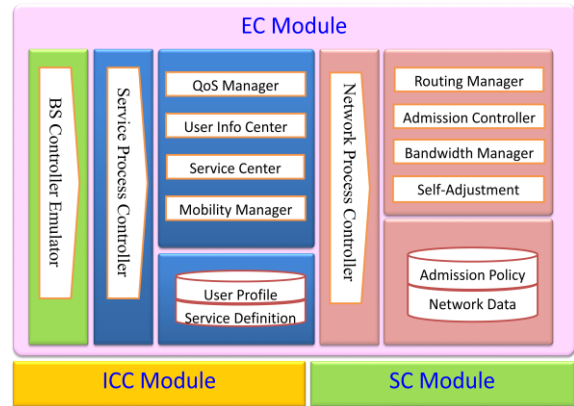 EC Module
BS Controller Emulator
Service Process Controller
QoS Manager
User Info Center
Service Center
Mobility Manager
User Profile
Service Definition
Network Process Controller
Routing Manager
Admission Controller
Bandwidth Manager
Self-Adjustment
Admission Policy
Network Data
ICC Module
SC Module